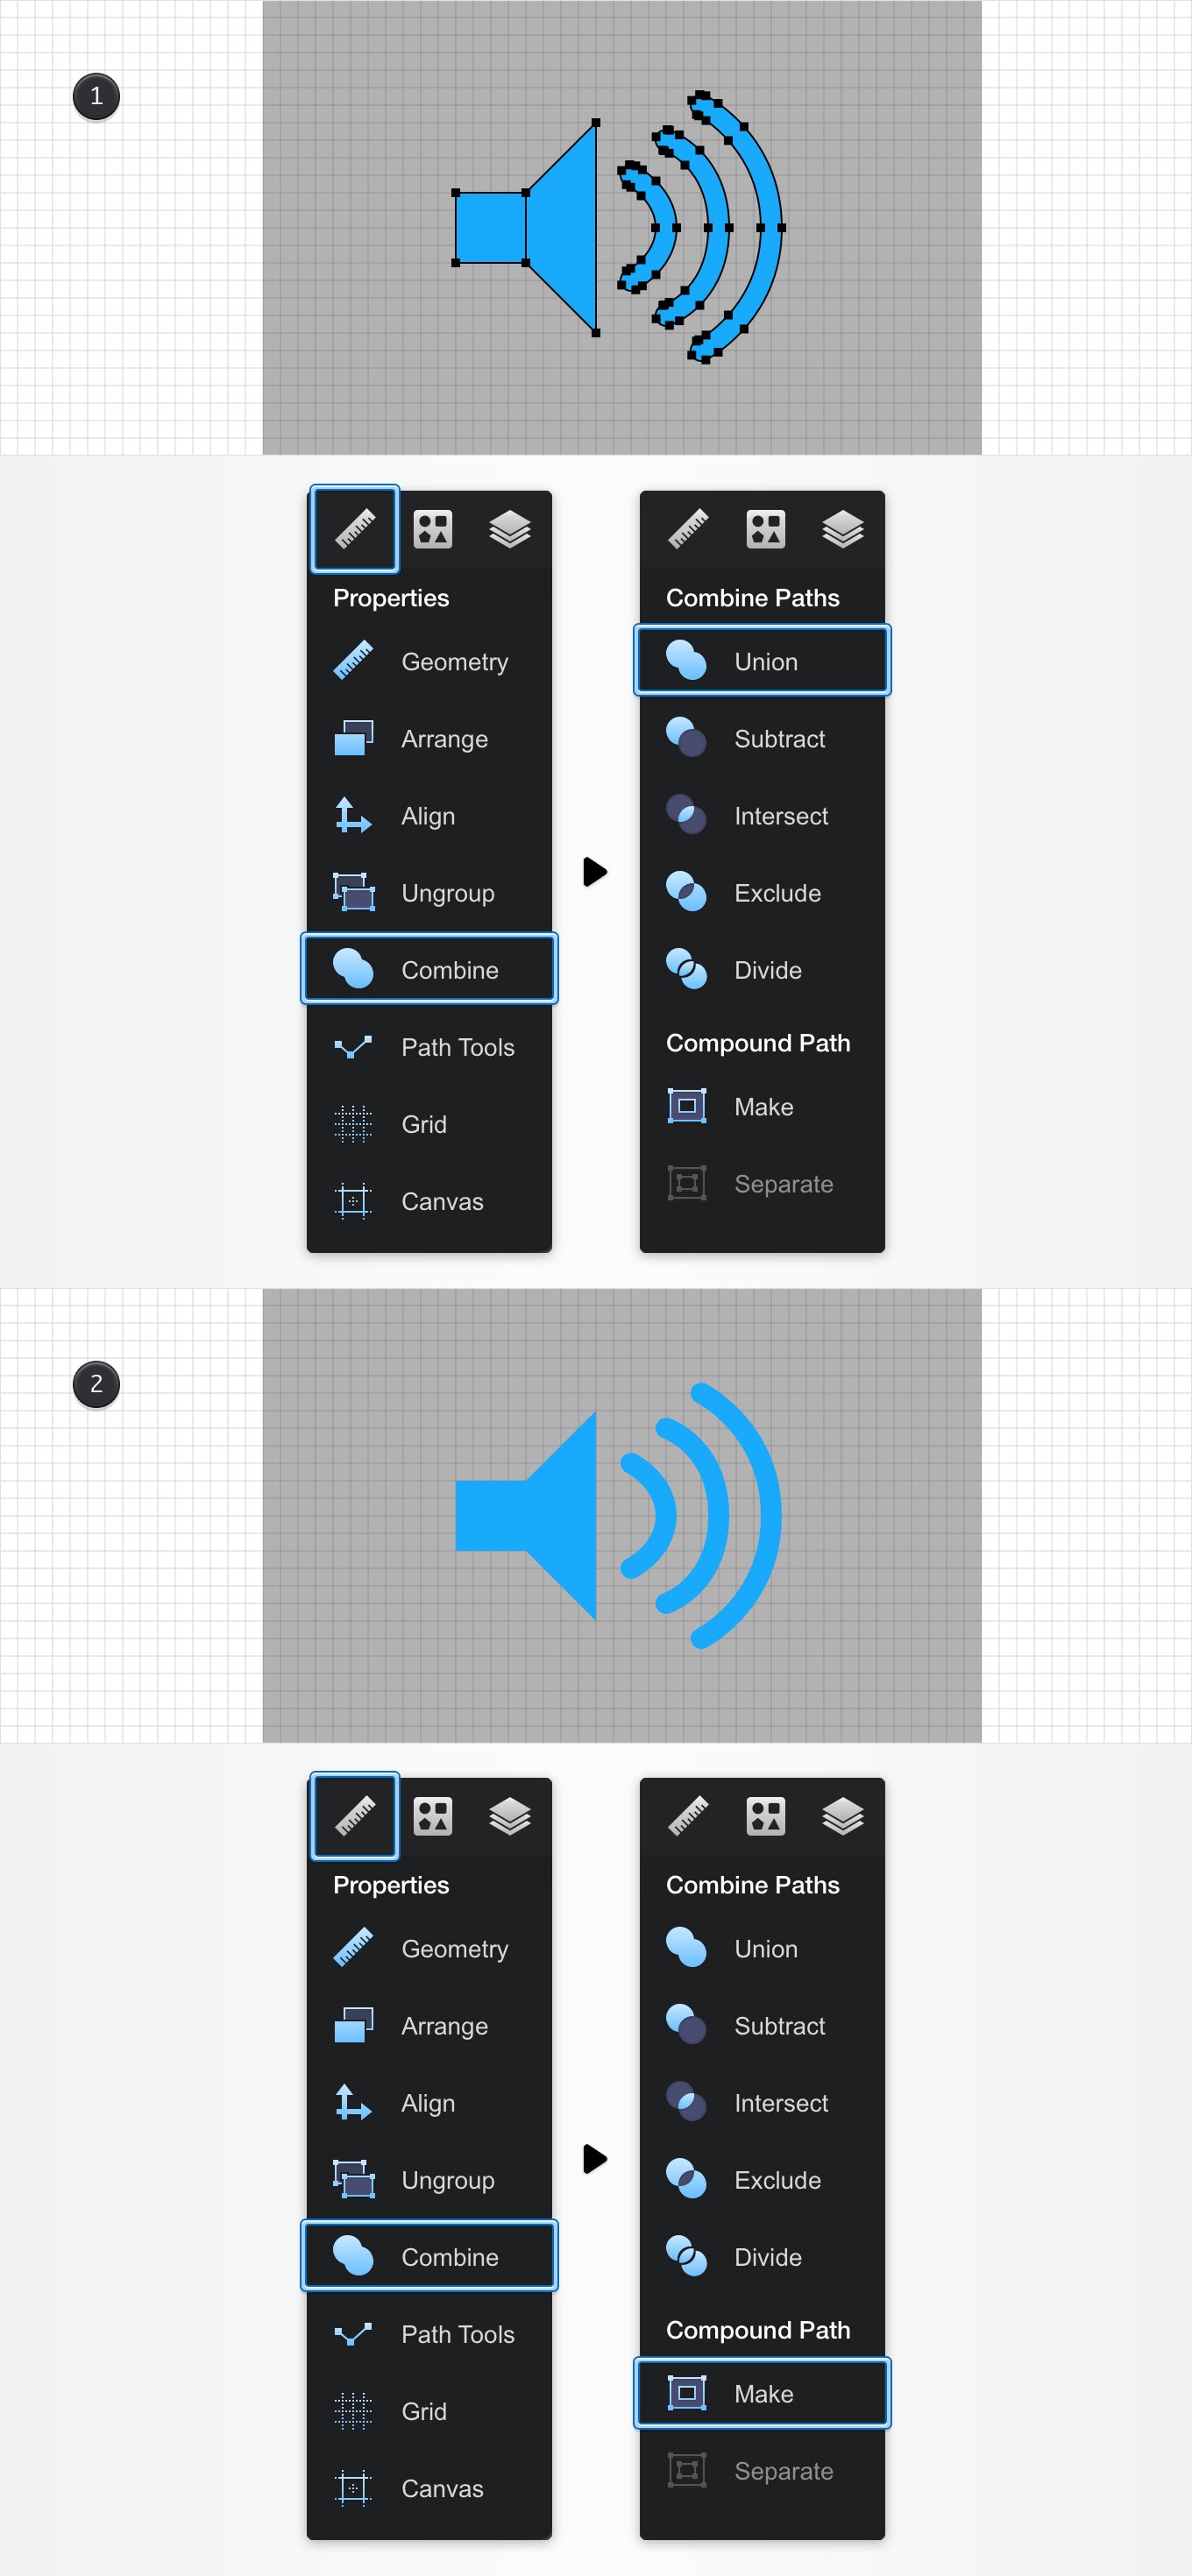 1
Properties
Geometry
Arrange
Align
Ungroup
Combine
Path Tools
Grid
Canvas
Combine Paths
Union
Subtract
Intersect
Exclude
Divide
Compound Path
Make
Separate
2
Properties
Geometry
Arrange
Align
Ungroup
Combine
Path Tools
Grid
Canvas
Combine Paths
Union
Subtract
Intersect
Exclude
Divide
Compound Path
Make
Separate